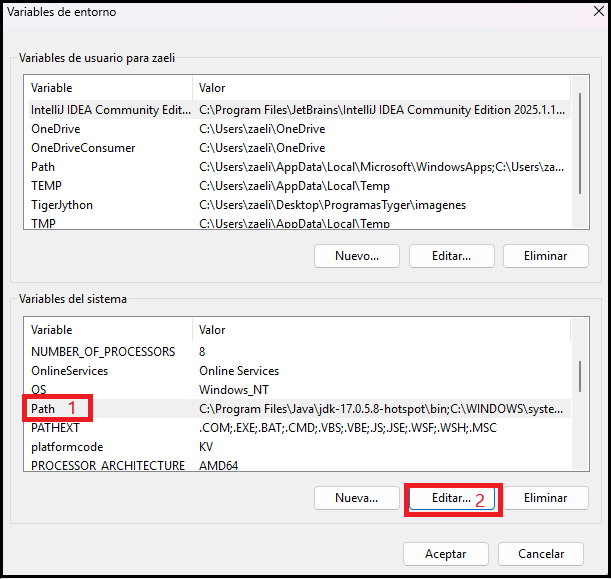 Variables de entorno
Variables de usuario para zaeli
Variable Valor
IntelliJ IDEA Community Edit... C:\Program Files\JetBrains\IntelliJ IDEA Community Edition 2025.1.1...
OneDrive C:\Users\zaeli\OneDrive
OneDriveConsumer C:\Users\zaeli\OneDrive
Path C:\Users\zaeli\AppData\Local\Microsoft\WindowsApps;C:\Users\za...
TEMP C:\Users\zaeli\AppData\Local\Temp
TigerJython C:\Users\zaeli\Desktop\ProgramasTyger\imagenes
TMP C:\Users\zaeli\AppData\Local\Temp
Nuevo... Editar... Eliminar
Variables del sistema
Variable Valor
NUMBER_OF_PROCESSORS 8
OnlineServices Online Services
OS Windows_NT
Path 1 C:\Program Files\Java\jdk-17.0.5.8-hotspot\bin;C:\WINDOWS\syste...
PATHEXT .COM;.EXE;.BAT;.CMD;.VBS;.VBE;.JS;.JSE;.WSF;.WSH;.MSC
platformcode KV
PROCESSOR_ARCHITECTURE AMD64
Nueva... Editar... 2 Eliminar
Aceptar Cancelar